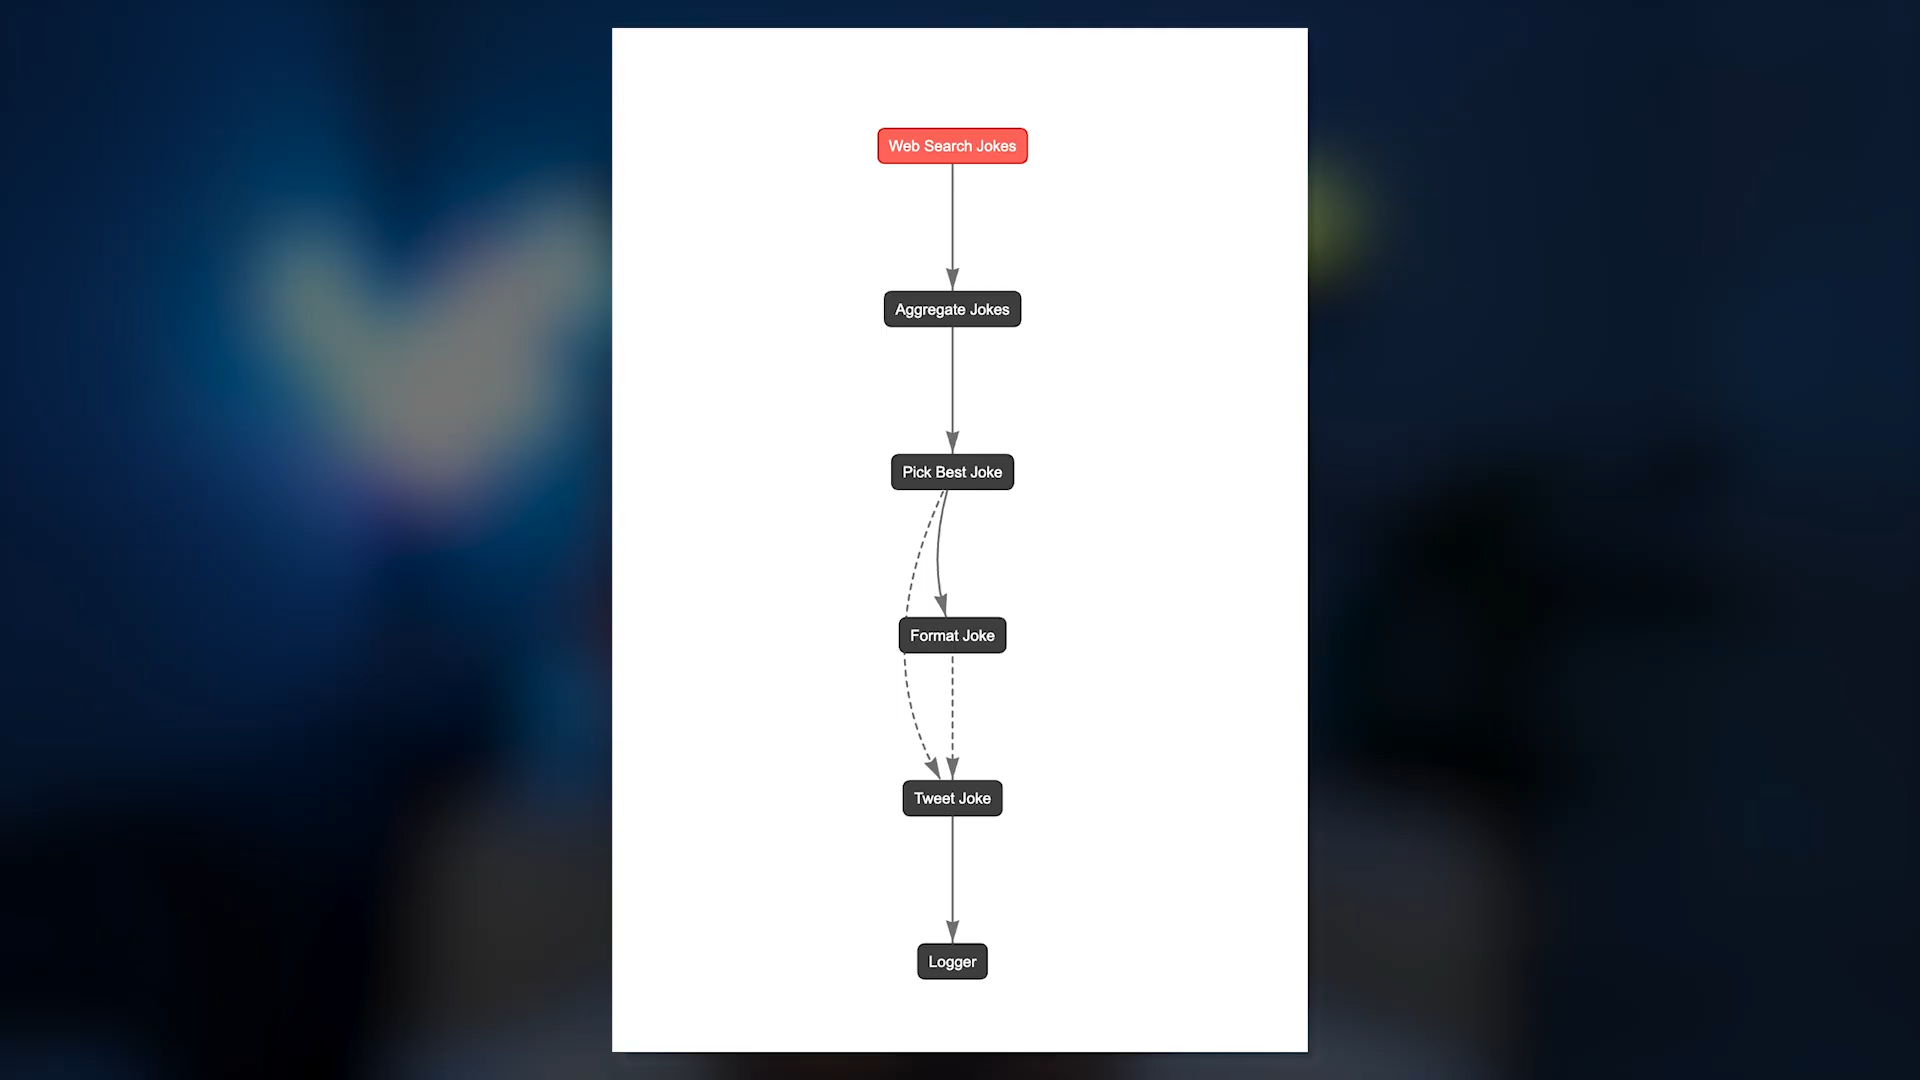 Web Search Jokes
Aggregate Jokes
Pick Best Joke
Format Joke
Tweet Joke
Logger